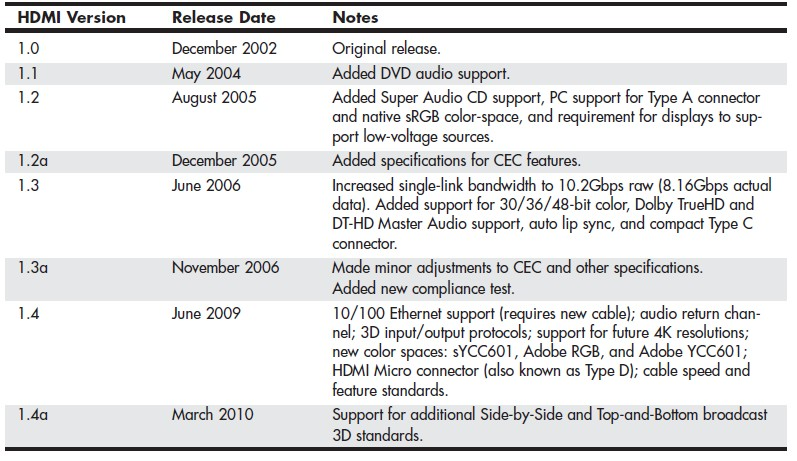 HDMI Version Release Date Notes
1.0 December 2002 Original release.
1.1 May 2004 Added DVD audio support.
1.2 August 2005 Added Super Audio CD support, PC support for Type A connector
and native sRGB color-space, and requirement for displays to sup-
port low-voltage sources.
1.2a December 2005 Added specifications for CEC features.
1.3 June 2006 Increased single-link bandwidth to 10.2Gbps raw (8.16Gbps actual
data). Added support for 30/36/48-bit color, Dolby TrueHD and
DT-HD Master Audio support, auto lip sync, and compact Type C
connector.
1.3a November 2006 Made minor adjustments to CEC and other specifications.
Added new compliance test.
1.4 June 2009 10/100 Ethernet support (requires new cable); audio return chan-
nel; 3D input/output protocols; support for future 4K resolutions;
new color spaces: sYCC601, Adobe RGB, and Adobe YCC601;
HDMI Micro connector (also known as Type D); cable speed and
feature standards.
1.4a March 2010 Support for additional Side-by-Side and Top-and-Bottom broadcast
3D standards.